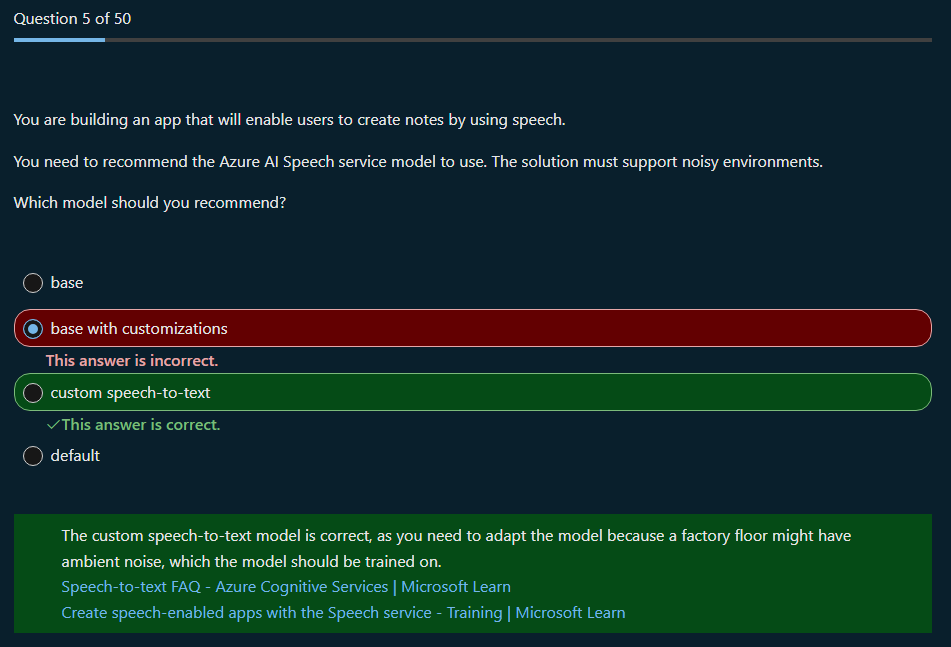 Question 5 of 50
You are building an app that will enable users to create notes by using speech.
You need to recommend the Azure AI Speech service model to use. The solution must support noisy environments.
Which model should you recommend?
base
base with customizations
This answer is incorrect.
custom speech-to-text
This answer is correct.
default
The custom speech-to-text model is correct, as you need to adapt the model because a factory floor might have
ambient noise, which the model should be trained on.
Speech-to-text FAQ - Azure Cognitive Services | Microsoft Learn
Create speech-enabled apps with the Speech service - Training | Microsoft Learn